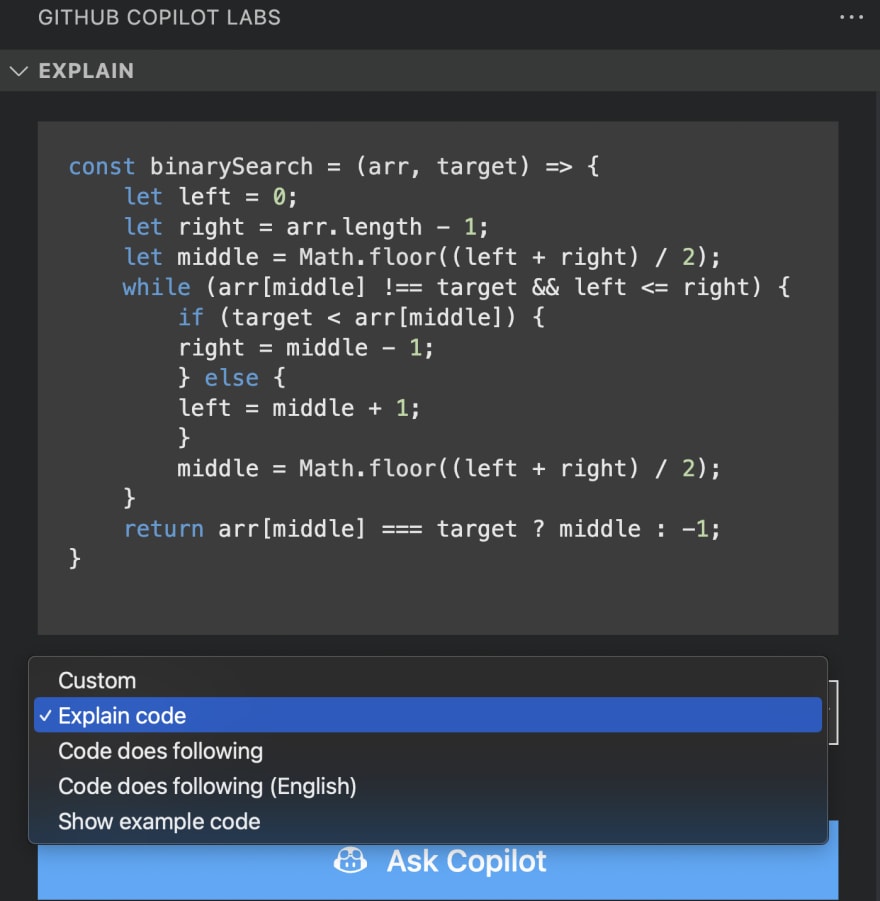 GITHUB COPILOT LABS
EXPLAIN
const binarySearch = (arr, target) => {
    let left = 0;
    let right = arr.length - 1;
    let middle = Math.floor((left + right) / 2);
    while (arr[middle] !== target && left <= right) {
        if (target < arr[middle]) {
        right = middle - 1;
        } else {
        left = middle + 1;
        }
        middle = Math.floor((left + right) / 2);
    }
    return arr[middle] === target ? middle : -1;
}
Custom
✓ Explain code
Code does following
Code does following (English)
Show example code
Ask Copilot